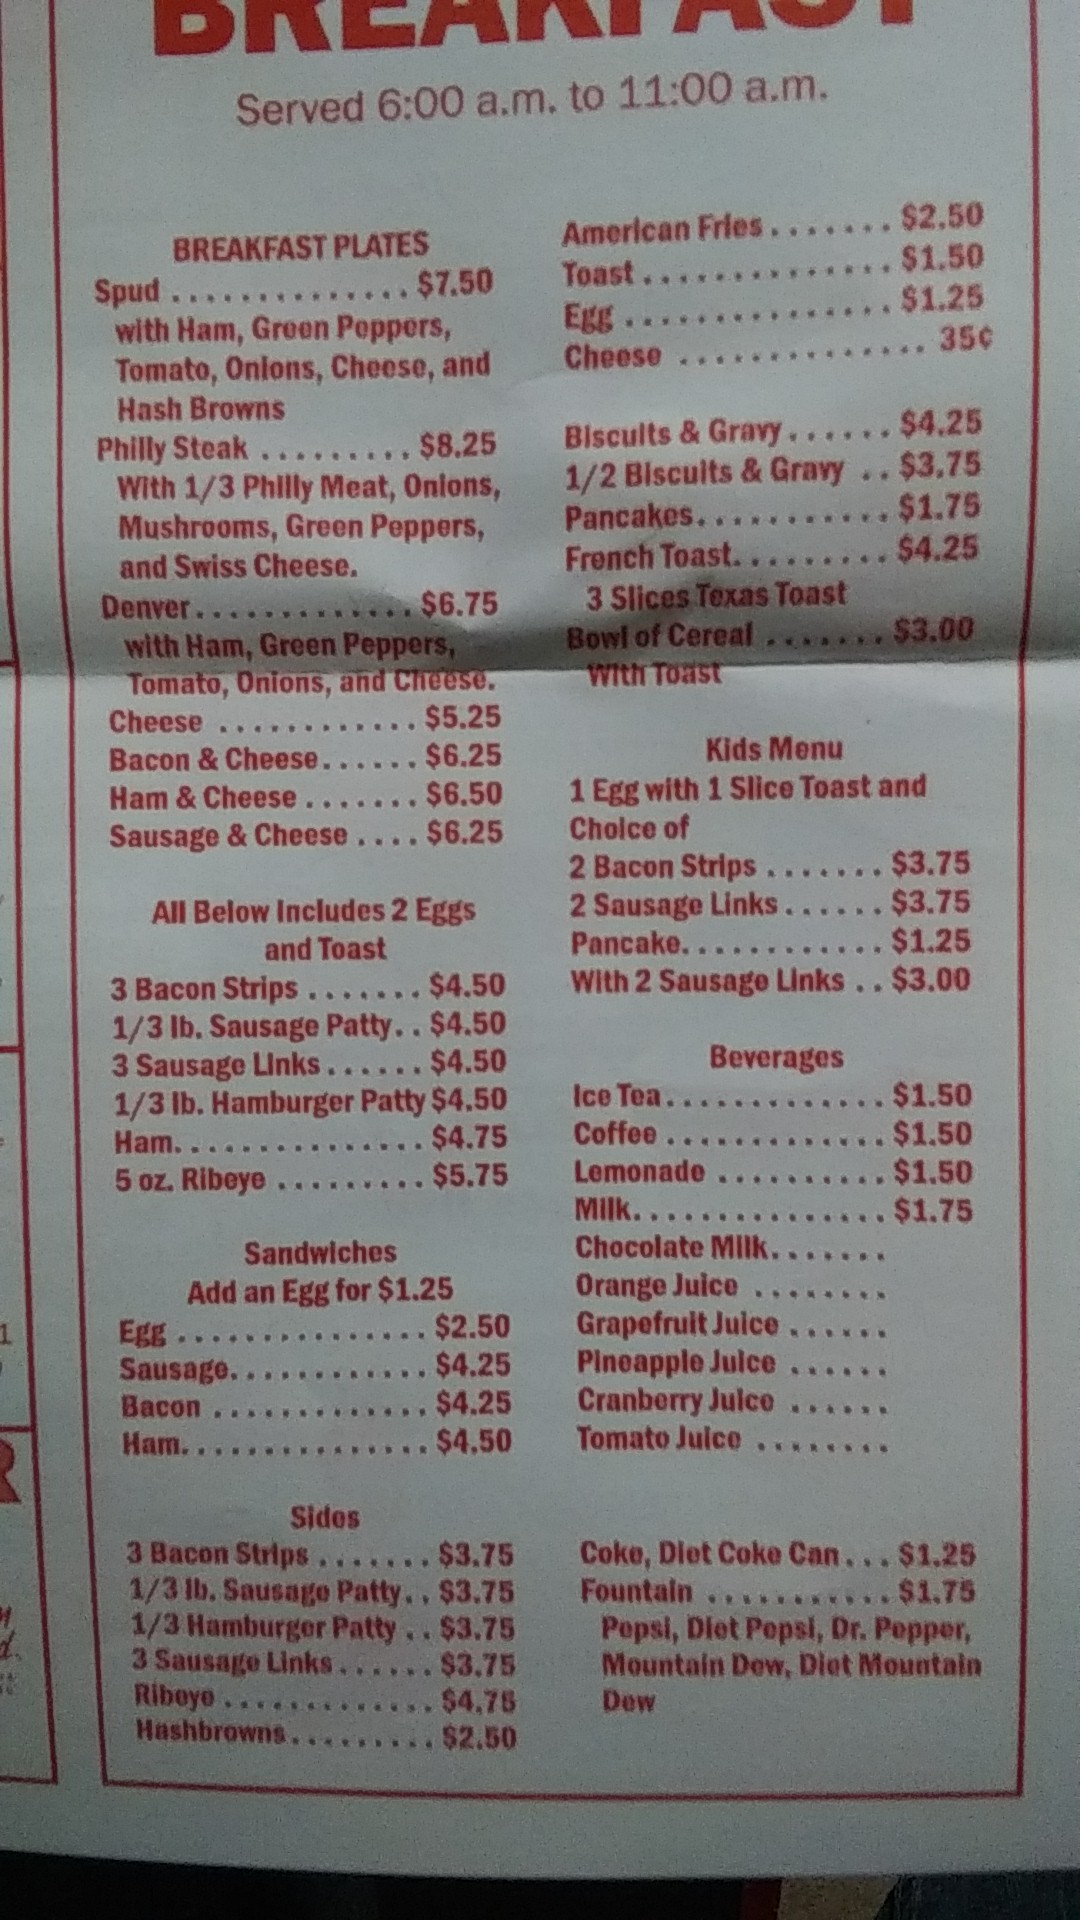 BREAKFAST
Served 6:00 a.m. to 11:00 a.m.
BREAKFAST PLATES
Spud .............. $7.50
with Ham, Green Peppers,
Tomato, Onions, Cheese, and
Hash Browns
Philly Steak ......... $8.25
With 1/3 Philly Meat, Onions,
Mushrooms, Green Peppers,
and Swiss Cheese.
Denver............. $6.75
with Ham, Green Peppers,
Tomato, Onions, and Cheese.
Cheese ............ $5.25
Bacon & Cheese...... $6.25
Ham & Cheese ....... $6.50
Sausage & Cheese .... $6.25
All Below Includes 2 Eggs
and Toast
3 Bacon Strips ....... $4.50
1/3 lb. Sausage Patty.. $4.50
3 Sausage Links...... $4.50
1/3 lb. Hamburger Patty $4.50
Ham............... $4.75
5 oz. Ribeye ......... $5.75
Sandwiches
Add an Egg for $1.25
Egg ............... $2.50
Sausage............ $4.25
Bacon ............. $4.25
Ham............... $4.50
Sides
3 Bacon Strips ....... $3.75
1/3 lb. Sausage Patty.. $3.75
1/3 Hamburger Patty .. $3.75
3 Sausage Links...... $3.75
Ribeye ............. $4.75
Hashbrowns......... $2.50
American Fries ....... $2.50
Toast .............. $1.50
Egg ............... $1.25
Cheese .............. 35¢
Biscuits & Gravy...... $4.25
1/2 Biscuits & Gravy .. $3.75
Pancakes........... $1.75
French Toast......... $4.25
3 Slices Texas Toast
Bowl of Cereal ....... $3.00
With Toast
Kids Menu
1 Egg with 1 Slice Toast and
Choice of
2 Bacon Strips ....... $3.75
2 Sausage Links...... $3.75
Pancake............ $1.25
With 2 Sausage Links .. $3.00
Beverages
Ice Tea............. $1.50
Coffee ............. $1.50
Lemonade .......... $1.50
Milk............... $1.75
Chocolate Milk.......
Orange Juice ........
Grapefruit Juice ......
Pineapple Juice ......
Cranberry Juice ......
Tomato Juice ........
Coke, Diet Coke Can... $1.25
Fountain ........... $1.75
Pepsi, Diet Pepsi, Dr. Pepper,
Mountain Dew, Diet Mountain
Dew